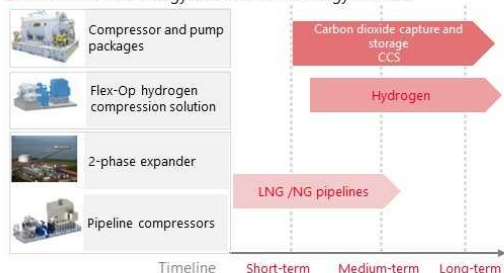 Compressor and pump
packages
Carbon dioxide capture and
storage
CCS
Flex-Op hydrogen
compression solution
Hydrogen
2-phase expander
LNG /NG pipelines
Pipeline compressors
Timeline
Short-term
Medium-term
Long-term